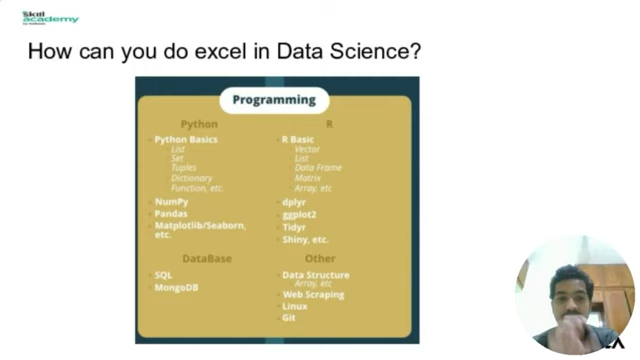 Skill
academy
How can you do excel in Data Science?
Programming
Python
Python Basics
List
Set
Tuples
Dictionary
Function, etc.
NumPy
Pandas
Matplotlib/Seaborn,
etc.
R
R Basic
Vector
List
Data Frame
Matrix
Array, etc
dplyr
ggplot2
Tidyr
Shiny, etc.
DataBase
SQL
MongoDB
Other
Data Structure
Array, etc
Web Scraping
Linux
Git